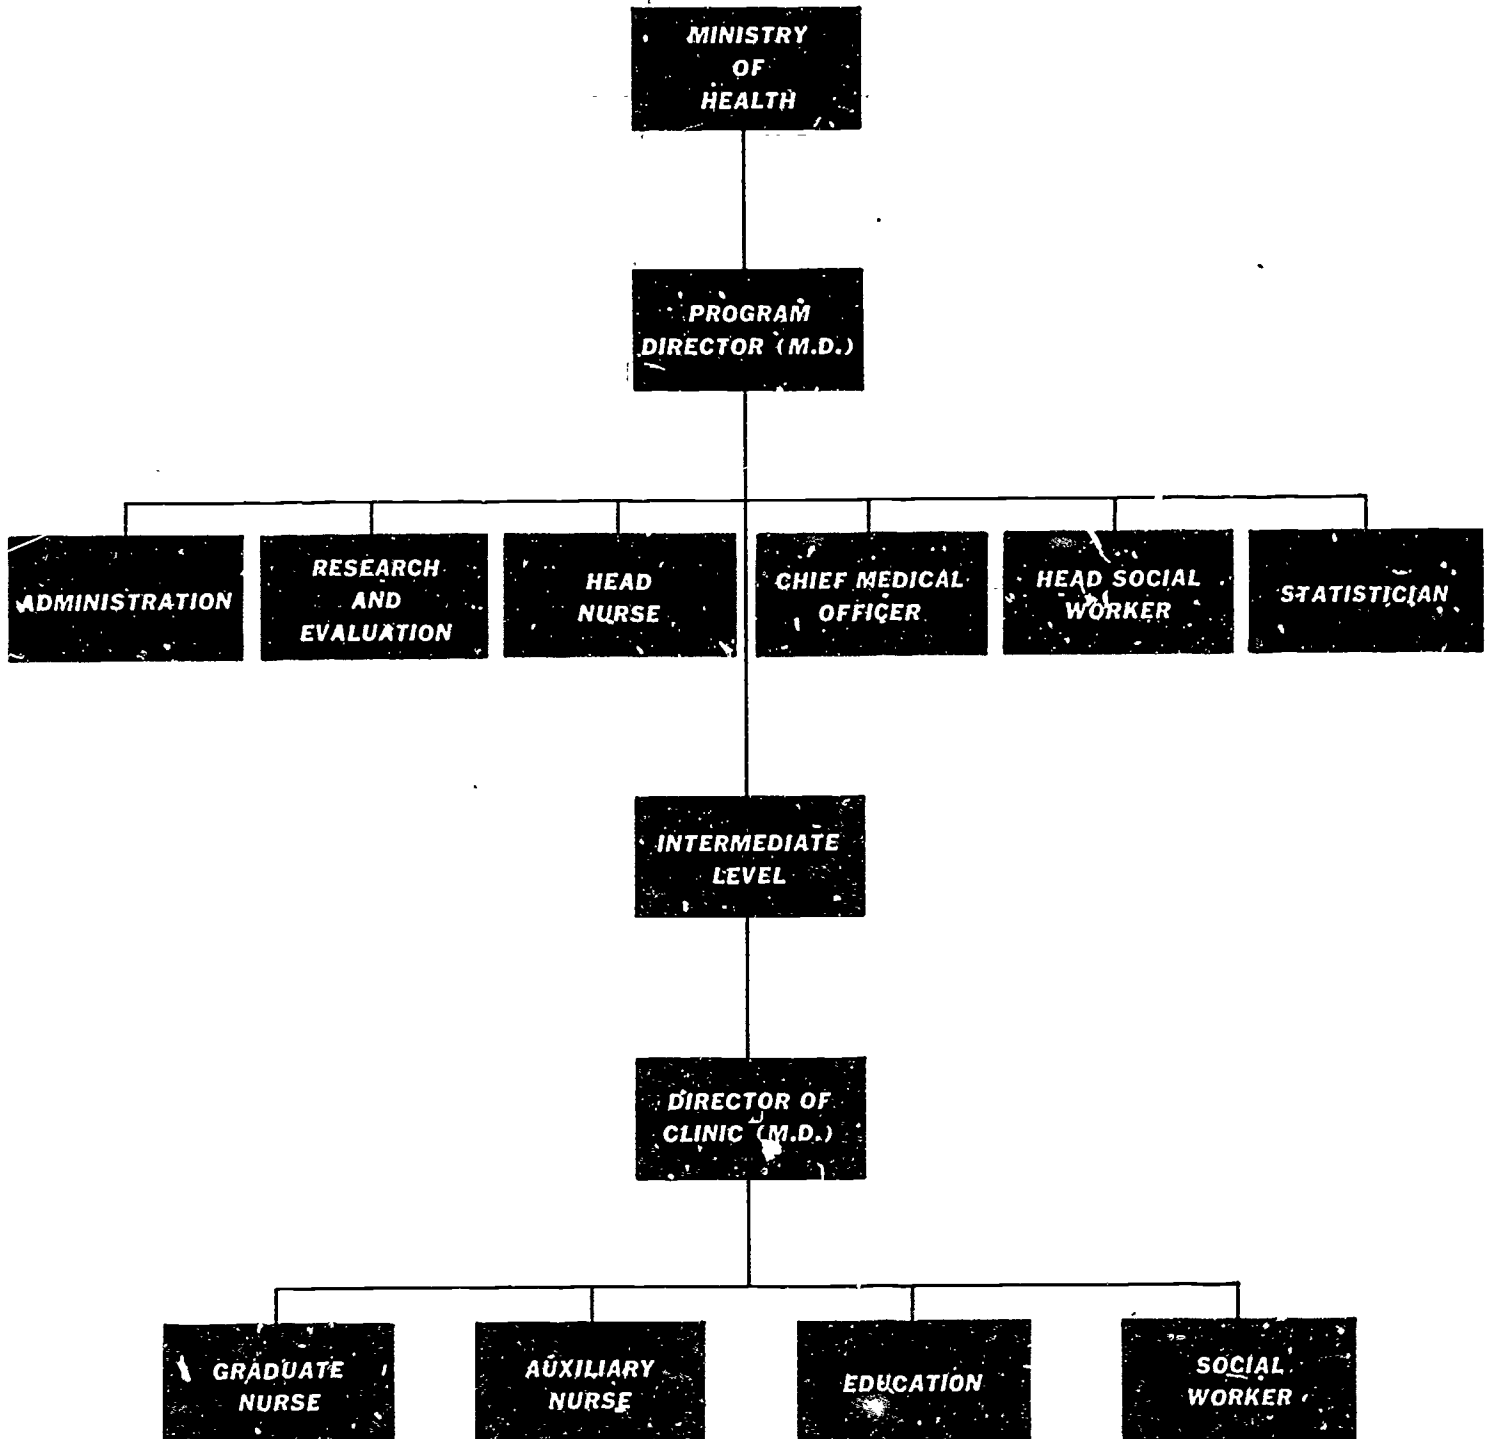 MINISTRY
OF
HEALTH
PROGRAM
DIRECTOR (M.D.)
ADMINISTRATION
RESEARCH
AND
EVALUATION
HEAD
NURSE
CHIEF MEDICAL
OFFICER
HEAD SOCIAL
WORKER
STATISTICIAN
INTERMEDIATE
LEVEL
DIRECTOR OF
CLINIC (M.D.)
GRADUATE
NURSE
AUXILIARY
NURSE
EDUCATION
SOCIAL
WORKER